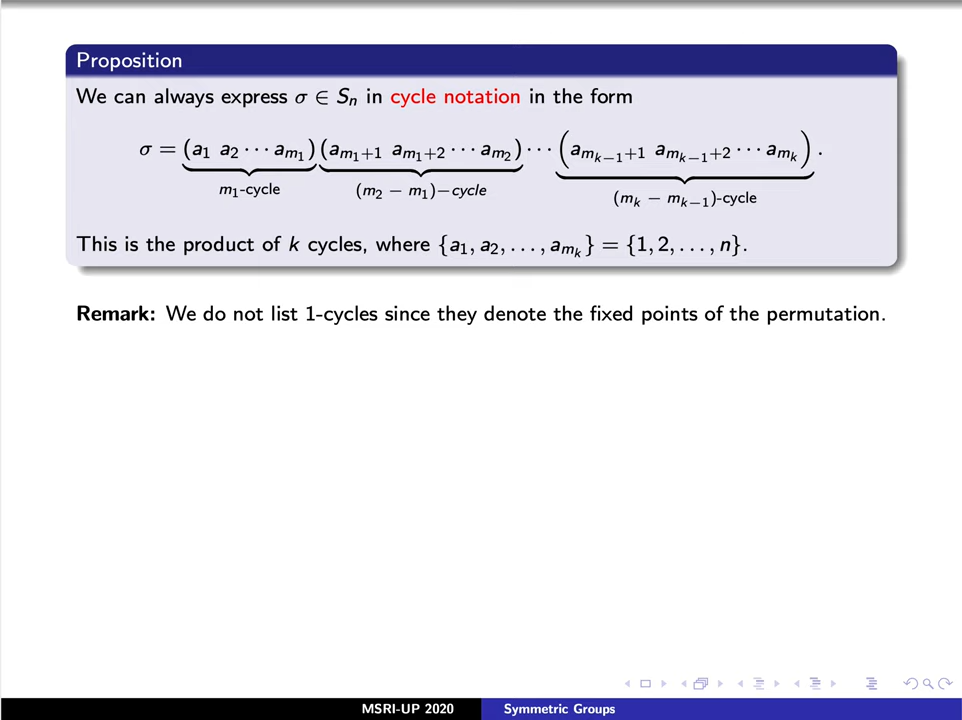 Proposition
We can always express σ ∈ Sₙ in cycle notation in the form
σ = (a₁ a₂ ⋯ a_{m₁}) (a_{m₁+1} a_{m₁+2} ⋯ a_{m₂}) ⋯ (a_{m_{k−1}+1} a_{m_{k−1}+2} ⋯ a_{m_k}).
m₁-cycle (m₂ − m₁)−cycle (m_k − m_{k−1})-cycle
This is the product of k cycles, where {a₁, a₂, . . . , a_{m_k}} = {1, 2, . . . , n}.
Remark: We do not list 1-cycles since they denote the fixed points of the permutation.
MSRI-UP 2020 Symmetric Groups